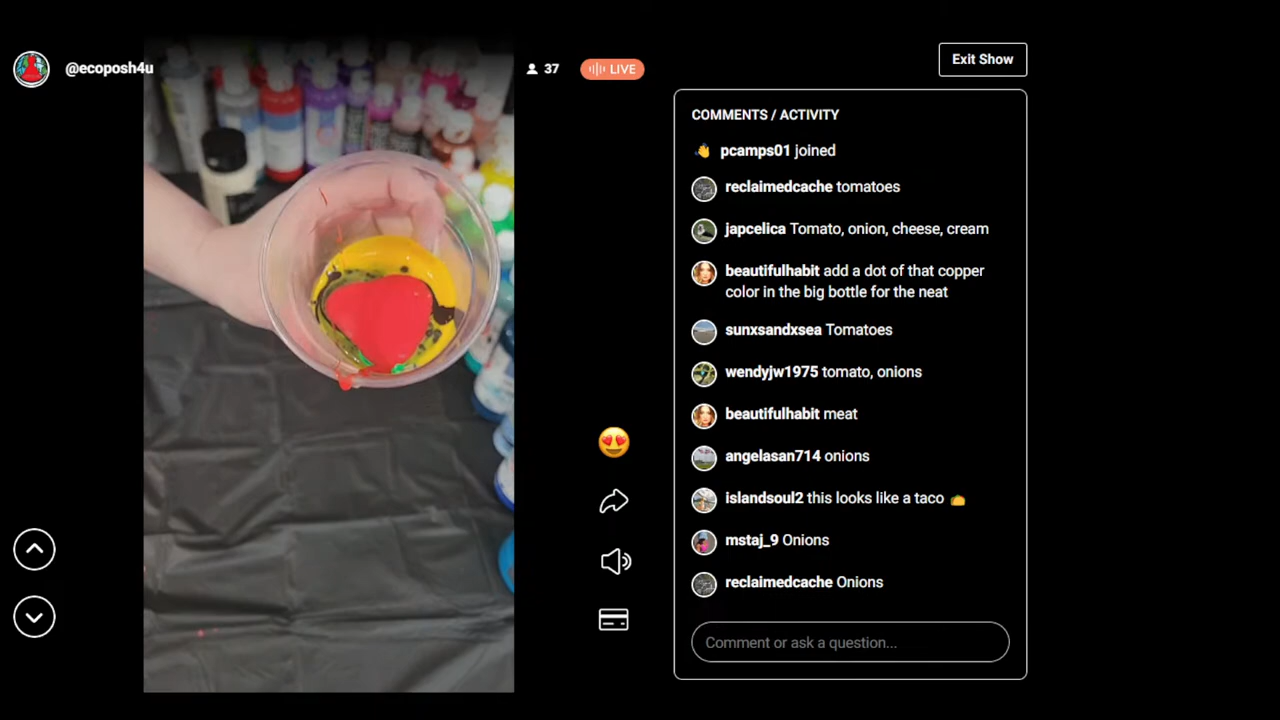 @ecoposh4u
37
LIVE
Exit Show
COMMENTS / ACTIVITY
pcamps01 joined
reclaimedcache tomatoes
japcelica Tomato, onion, cheese, cream
beautifulhabit add a dot of that copper
color in the big bottle for the neat
sunxsandxsea Tomatoes
wendyjw1975 tomato, onions
beautifulhabit meat
angelasan714 onions
islandsoul2 this looks like a taco 🌮
mstaj_9 Onions
reclaimedcache Onions
Comment or ask a question...